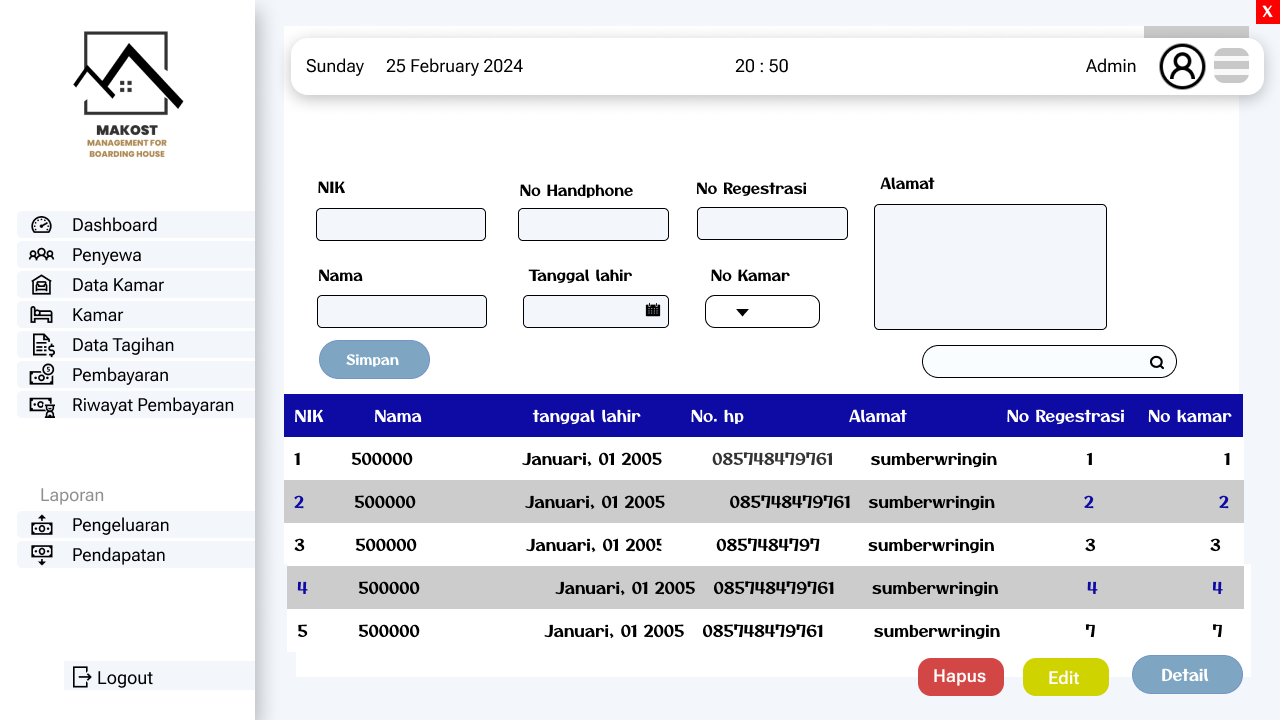 X
Sunday 25 February 2024 20 : 50 Admin
MAKOST
MANAGEMENT FOR
BOARDING HOUSE
Dashboard
Penyewa
Data Kamar
Kamar
Data Tagihan
Pembayaran
Riwayat Pembayaran
Laporan
Pengeluaran
Pendapatan
Logout
NIK No Handphone No Regestrasi Alamat
Nama Tanggal lahir No Kamar
Simpan
NIK Nama tanggal lahir No. hp Alamat No Regestrasi No kamar
1 500000 Januari, 01 2005 085748479761 sumberwringin 1 1
2 500000 Januari, 01 2005 085748479761 sumberwringin 2 2
3 500000 Januari, 01 2005 0857484797 sumberwringin 3 3
4 500000 Januari, 01 2005 085748479761 sumberwringin 4 4
5 500000 Januari, 01 2005 085748479761 sumberwringin 7 7
Hapus Edit Detail